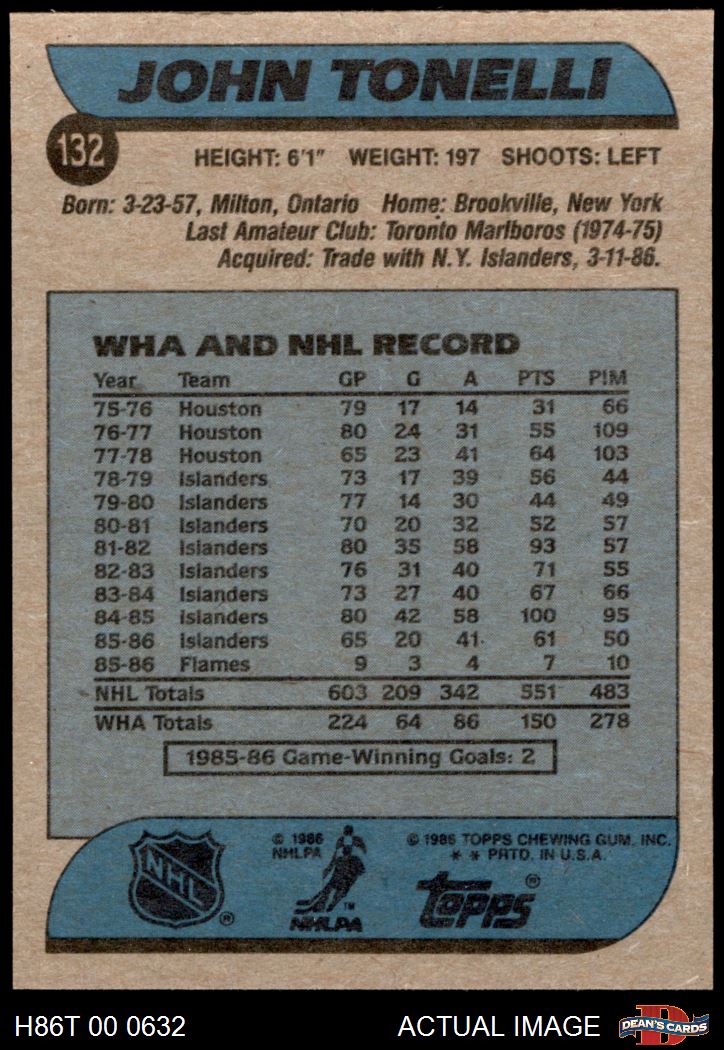 JOHN TONELLI
132
HEIGHT: 6'1" WEIGHT: 197 SHOOTS: LEFT
Born: 3-23-57, Milton, Ontario Home: Brookville, New York
Last Amateur Club: Toronto Marlboros (1974-75)
Acquired: Trade with N.Y. Islanders, 3-11-86.
WHA AND NHL RECORD
Year Team GP G A PTS PIM
75-76 Houston 79 17 14 31 66
76-77 Houston 80 24 31 55 109
77-78 Houston 65 23 41 64 103
78-79 Islanders 73 17 39 56 44
79-80 Islanders 77 14 30 44 49
80-81 Islanders 70 20 32 52 57
81-82 Islanders 80 35 58 93 57
82-83 Islanders 76 31 40 71 55
83-84 Islanders 73 27 40 67 66
84-85 Islanders 80 42 58 100 95
85-86 Islanders 65 20 41 61 50
85-86 Flames 9 3 4 7 10
NHL Totals 603 209 342 551 483
WHA Totals 224 64 86 150 278
1985-86 Game-Winning Goals: 2
NHL ®
© 1986
NHLPA
TM
NHLPA
© 1986 TOPPS CHEWING GUM, INC.
* * PRTD. IN U.S.A.
Topps ®
H86T 00 0632 ACTUAL IMAGE
D
DEAN'S CARDS